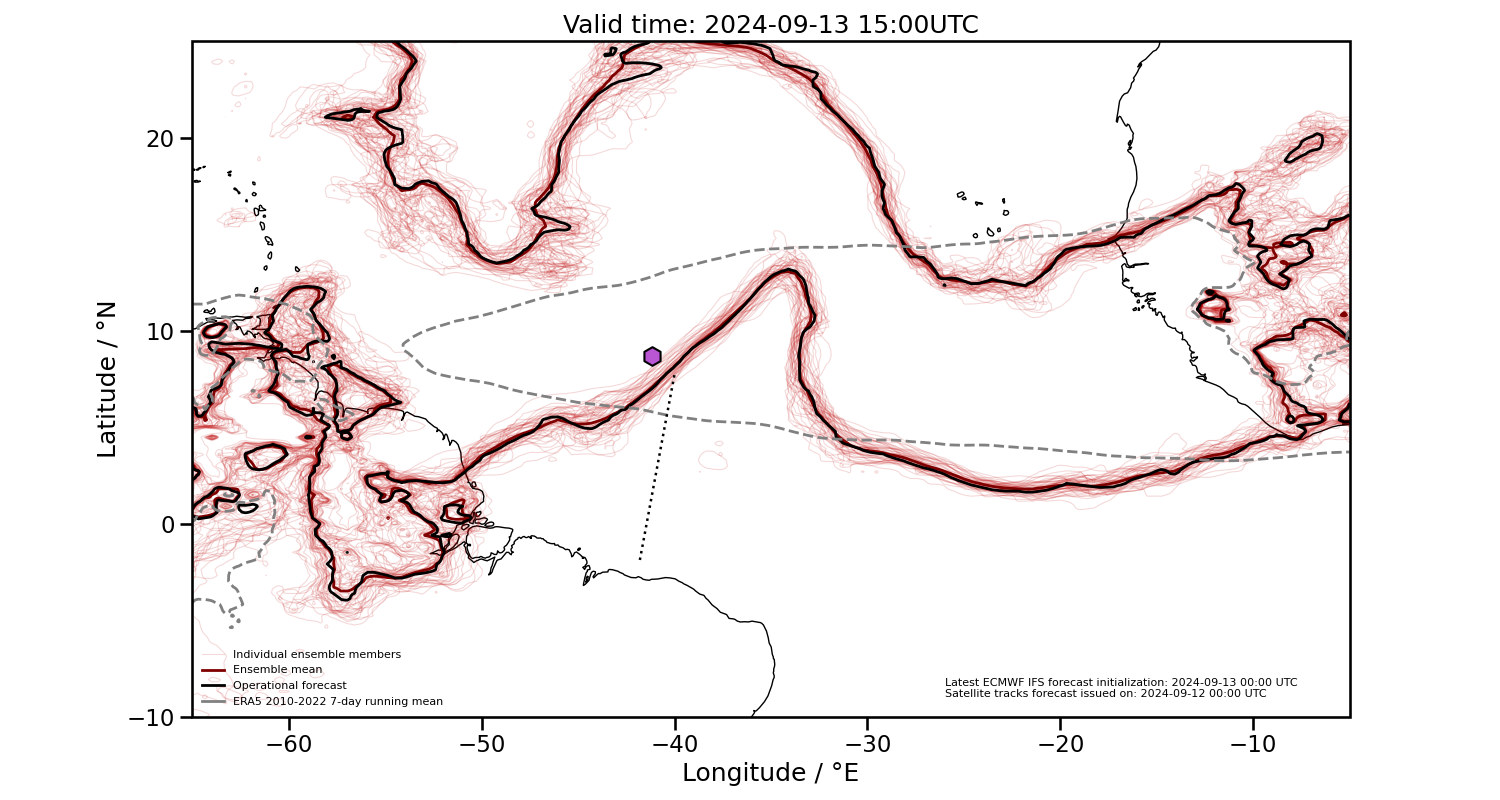 Valid time: 2024-09-13 15:00UTC
20
10
0
−10
Latitude / °N
Individual ensemble members
Ensemble mean
Operational forecast
ERA5 2010-2022 7-day running mean
Latest ECMWF IFS forecast initialization: 2024-09-13 00:00 UTC
Satellite tracks forecast issued on: 2024-09-12 00:00 UTC
−60 −50 −40 −30 −20 −10
Longitude / °E